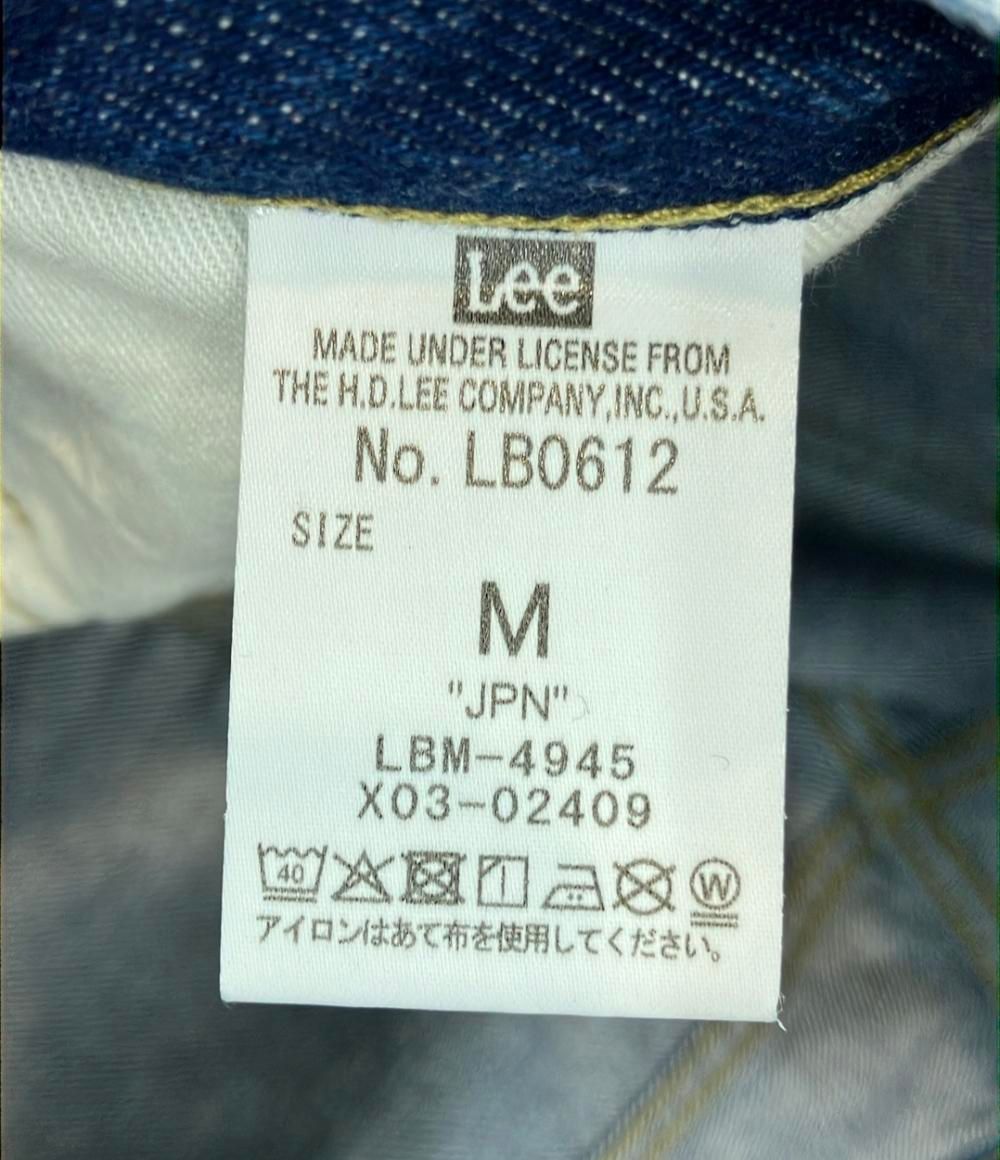 Lee
MADE UNDER LICENSE FROM
THE H.D.LEE COMPANY,INC.,U.S.A.
No. LB0612
SIZE
M
"JPN"
LBM-4945
X03-02409
40 W
アイロンはあて布を使用してください。